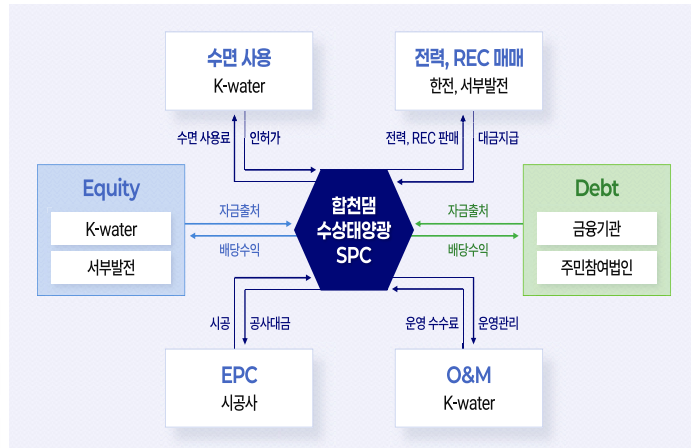 수면 사용
K-water
전력, REC 매매
한전, 서부발전
수면 사용료
인허가
전력, REC 판매
대금지급
Equity
K-water
서부발전
자금출처
배당수익
합천댐
수상태양광
SPC
자금출처
배당수익
Debt
금융기관
주민참여법인
시공
공사대금
운영 수수료
운영관리
EPC
시공사
O&M
K-water